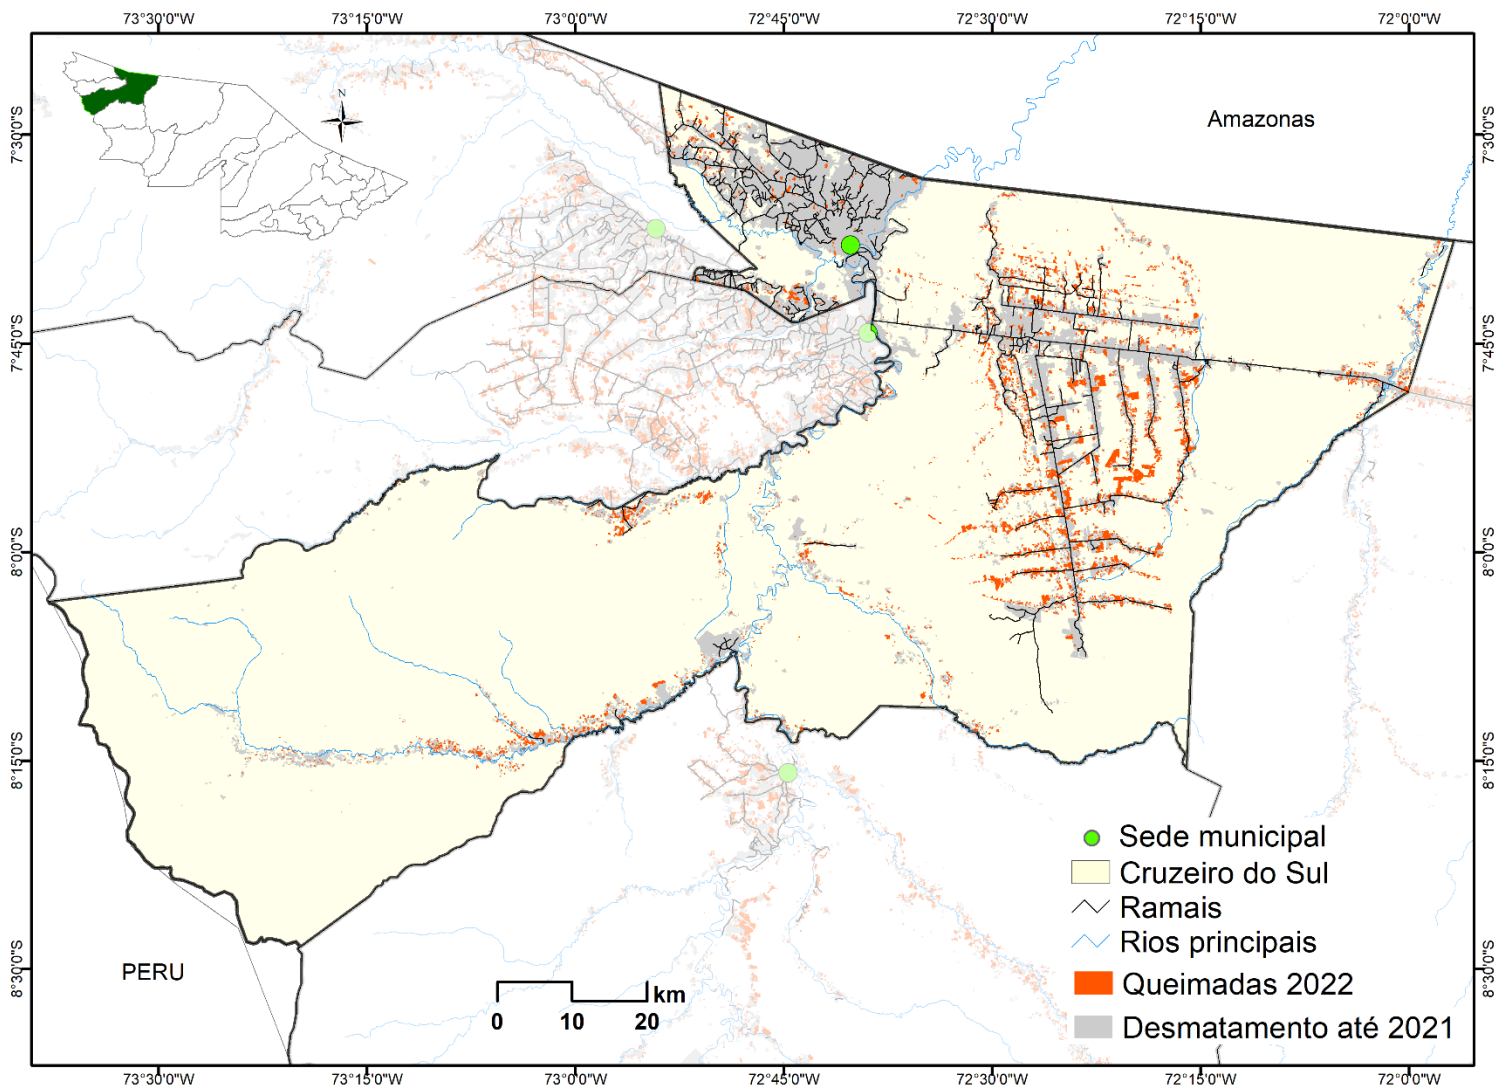 73°30'0"W 73°15'0"W 73°0'0"W 72°45'0"W 72°30'0"W 72°15'0"W 72°0'0"W
N
Amazonas
7°30'0"S 7°30'0"S
7°45'0"S 7°45'0"S
8°0'0"S 8°0'0"S
8°15'0"S 8°15'0"S
8°30'0"S 8°30'0"S
Sede municipal
Cruzeiro do Sul
Ramais
Rios principais
Queimadas 2022
Desmatamento até 2021
PERU
km
0 10 20
73°30'0"W 73°15'0"W 73°0'0"W 72°45'0"W 72°30'0"W 72°15'0"W 72°0'0"W